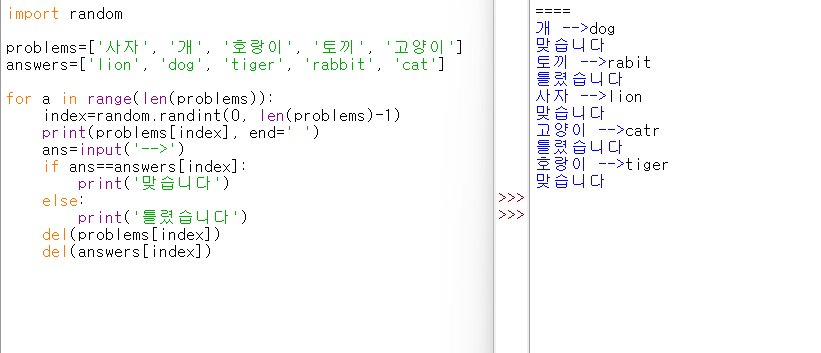 import random
problems=['사자', '개', '호랑이', '토끼', '고양이']
answers=['lion', 'dog', 'tiger', 'rabbit', 'cat']
for a in range(len(problems)):
    index=random.randint(0, len(problems)-1)
    print(problems[index], end=' ')
    ans=input('-->')
    if ans==answers[index]:
        print('맞습니다')
    else:
        print('틀렸습니다')
    del(problems[index])
    del(answers[index])
>>>
>>>
====
개 -->dog
맞습니다
토끼 -->rabit
틀렸습니다
사자 -->lion
맞습니다
고양이 -->catr
틀렸습니다
호랑이 -->tiger
맞습니다